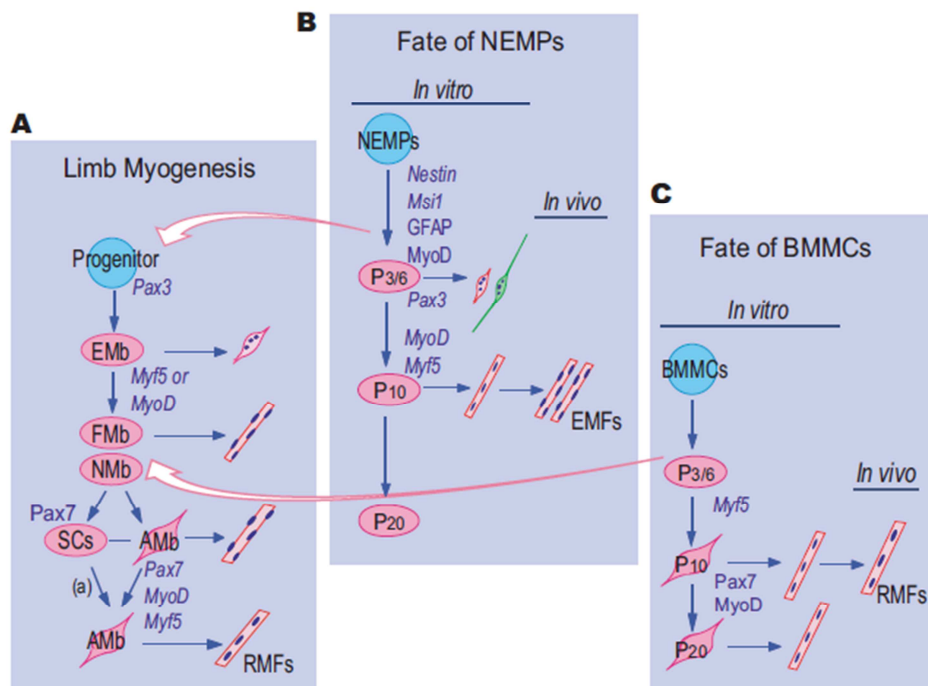 A
Limb Myogenesis
Progenitor
Pax3
EMb
Myf5 or
MyoD
FMb
NMb
Pax7
SCs
AMb
Pax7
(a)
MyoD
Myf5
AMb
RMFs
B
Fate of NEMPs
In vitro
NEMPs
Nestin
Msi1
GFAP
MyoD
In vivo
P3/6
Pax3
MyoD
Myf5
P10
EMFs
P20
C
Fate of BMMCs
In vitro
BMMCs
P3/6
In vivo
Myf5
P10
Pax7
MyoD
RMFs
P20